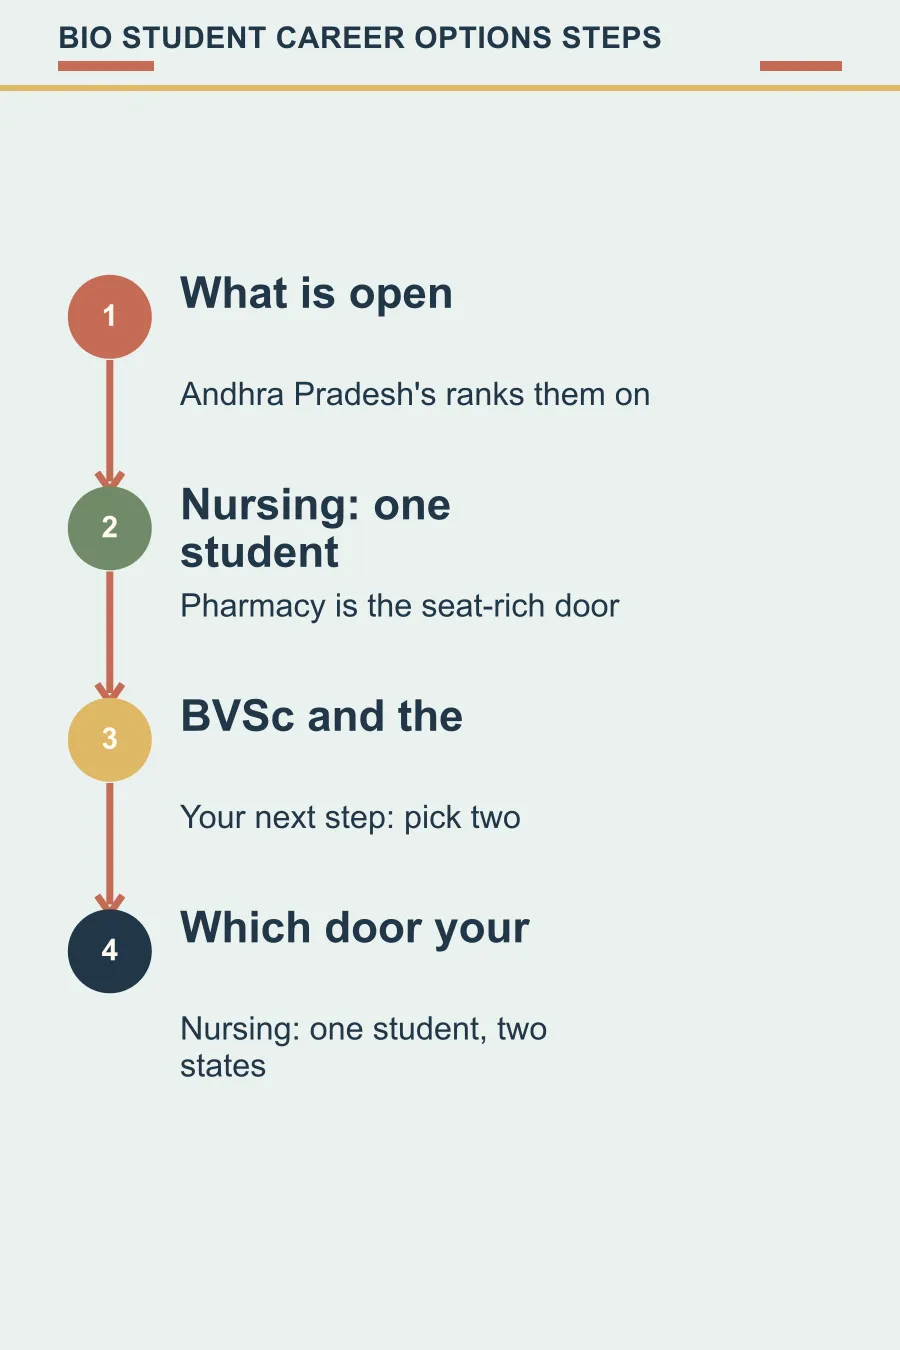 BIO STUDENT CAREER OPTIONS STEPS
1
What is open
Andhra Pradesh's ranks them on
2
Nursing: one
student
Pharmacy is the seat-rich door
3
BVSc and the
Your next step: pick two
4
Which door your
Nursing: one student, two
states